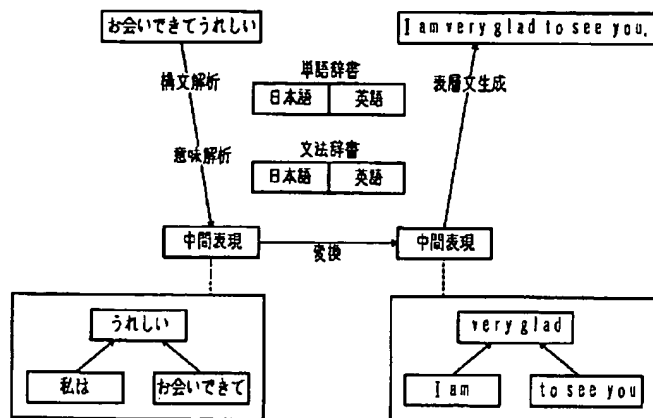 お会いできてうれしい
I am very glad to see you.
構文解析
単語辞書
日本語 英語
表層文生成
意味解析
文法辞書
日本語 英語
中間表現
変換
中間表現
うれしい
私は
お会いできて
very glad
I am
to see you